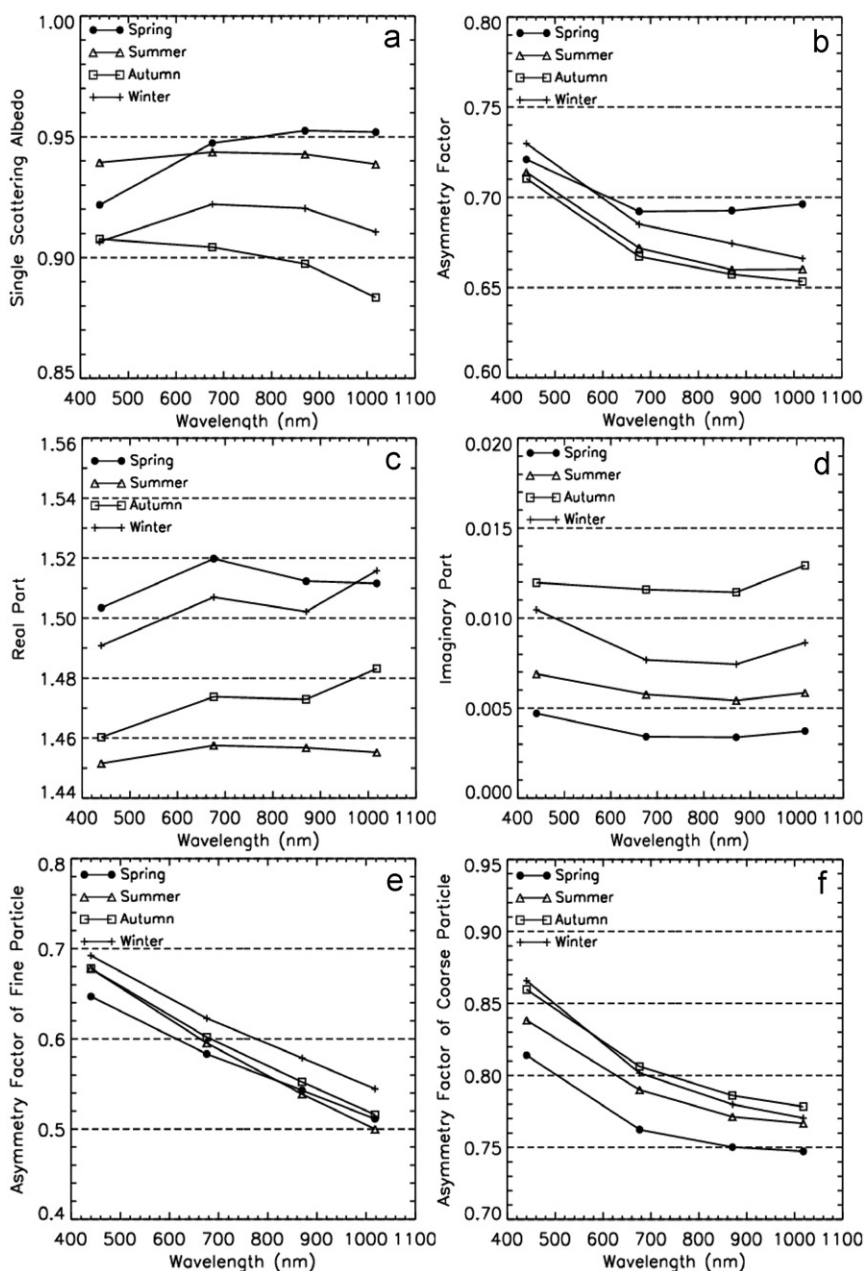 a
Single Scattering Albedo
1.00
0.95
0.90
0.85
Spring
Summer
Autumn
Winter
400 500 600 700 800 900 1000 1100
Wavelength (nm)
b
Asymmetry Factor
0.80
0.75
0.70
0.65
0.60
Spring
Summer
Autumn
Winter
400 500 600 700 800 900 1000 1100
Wavelength (nm)
c
Real Part
1.56
1.54
1.52
1.50
1.48
1.46
1.44
Spring
Summer
Autumn
Winter
400 500 600 700 800 900 1000 1100
Wavelength (nm)
d
Imaginary Part
0.020
0.015
0.010
0.005
0.000
Spring
Summer
Autumn
Winter
400 500 600 700 800 900 1000 1100
Wavelength (nm)
e
Asymmetry Factor of Fine Particle
0.8
0.7
0.6
0.5
0.4
Spring
Summer
Autumn
Winter
400 500 600 700 800 900 1000 1100
Wavelength (nm)
f
Asymmetry Factor of Coarse Particle
0.95
0.90
0.85
0.80
0.75
0.70
Spring
Summer
Autumn
Winter
400 500 600 700 800 900 1000 1100
Wavelength (nm)